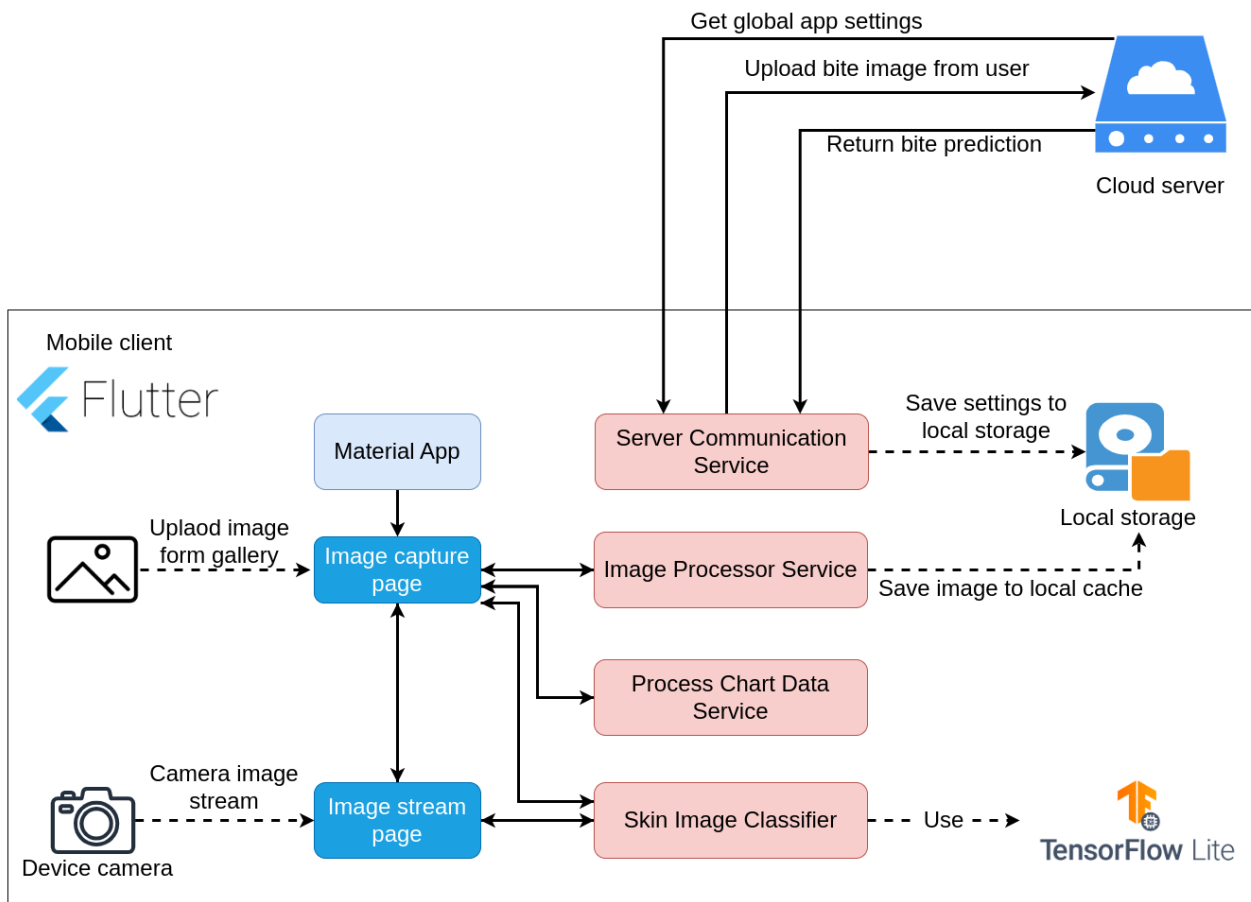 Get global app settings
Upload bite image from user
Return bite prediction
Cloud server
Mobile client
Flutter
Material App
Server Communication
Service
Save settings to
local storage
Local storage
Uplaod image
form gallery
Image capture
page
Image Processor Service
Save image to local cache
Process Chart Data
Service
Camera image
stream
Device camera
Image stream
page
Skin Image Classifier
Use
TensorFlow Lite